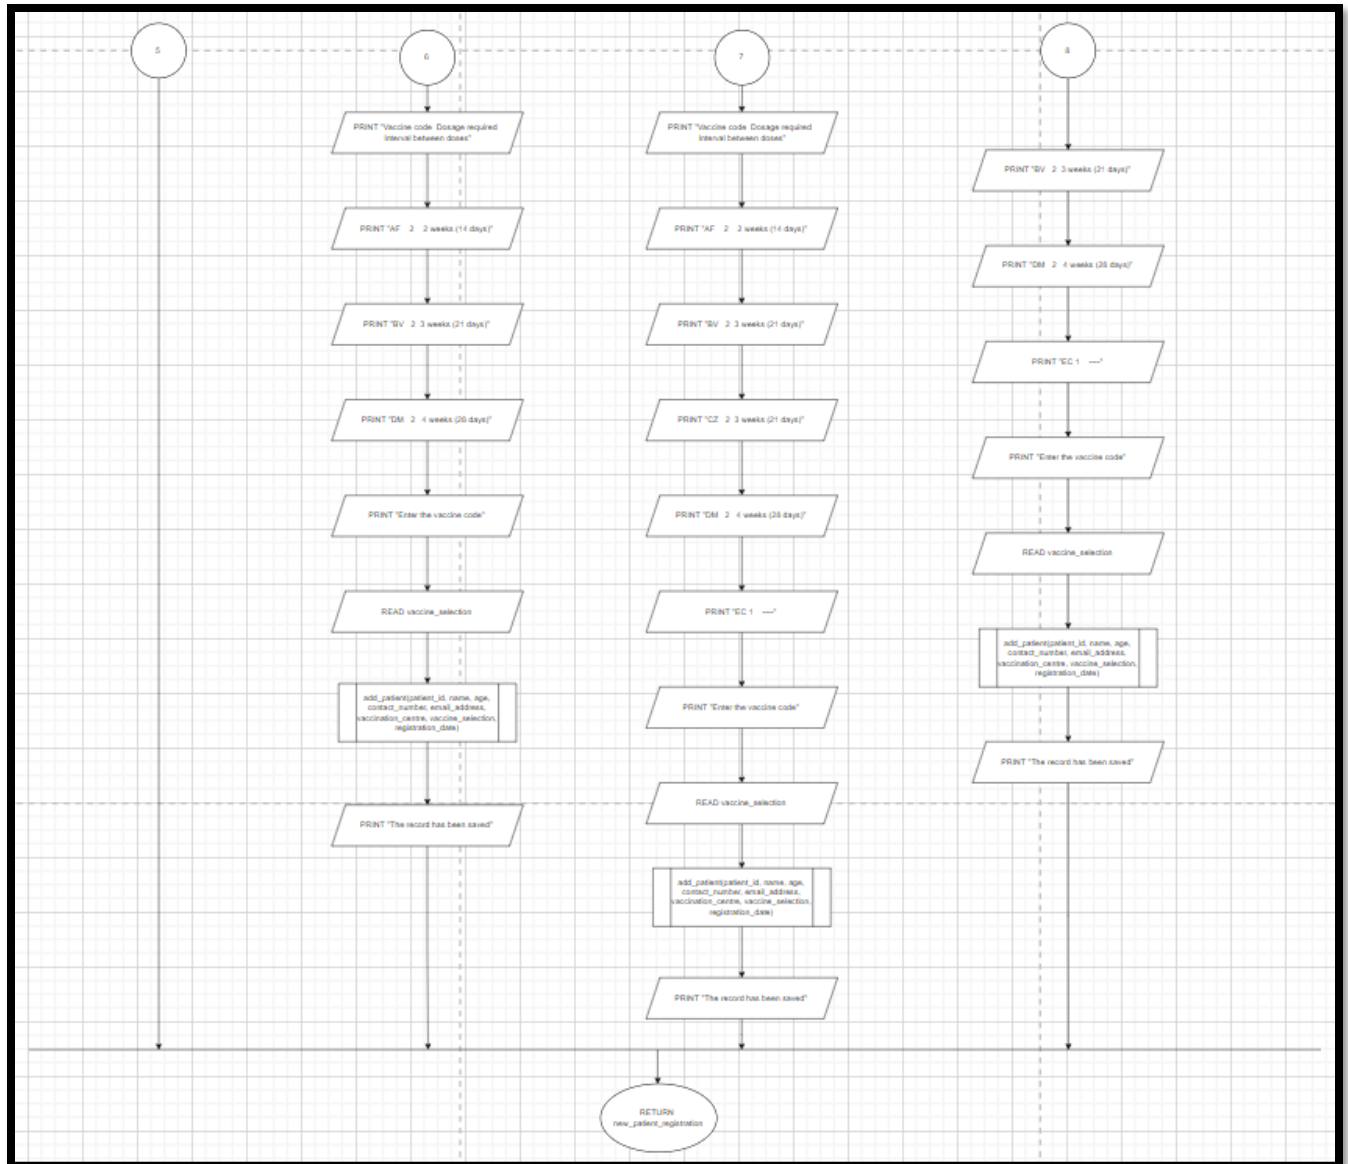 5
6
PRINT "Vaccine code Dosage required
Interval between doses"
PRINT "AF 2 2 weeks (14 days)"
PRINT "BV 2 3 weeks (21 days)"
PRINT "DM 2 4 weeks (28 days)"
PRINT "Enter the vaccine code"
READ vaccine_selection
add_patient(patient_id, name, age,
contact_number, email_address,
vaccination_centre, vaccine_selection,
registration_date)
PRINT "The record has been saved"
7
PRINT "Vaccine code Dosage required
Interval between doses"
PRINT "AF 2 2 weeks (14 days)"
PRINT "BV 2 3 weeks (21 days)"
PRINT "CZ 2 3 weeks (21 days)"
PRINT "DM 2 4 weeks (28 days)"
PRINT "EC 1 ----"
PRINT "Enter the vaccine code"
READ vaccine_selection
add_patient(patient_id, name, age,
contact_number, email_address,
vaccination_centre, vaccine_selection,
registration_date)
PRINT "The record has been saved"
8
PRINT "BV 2 3 weeks (21 days)"
PRINT "DM 2 4 weeks (28 days)"
PRINT "EC 1 ----"
PRINT "Enter the vaccine code"
READ vaccine_selection
add_patient(patient_id, name, age,
contact_number, email_address,
vaccination_centre, vaccine_selection,
registration_date)
PRINT "The record has been saved"
RETURN
new_patient_registration